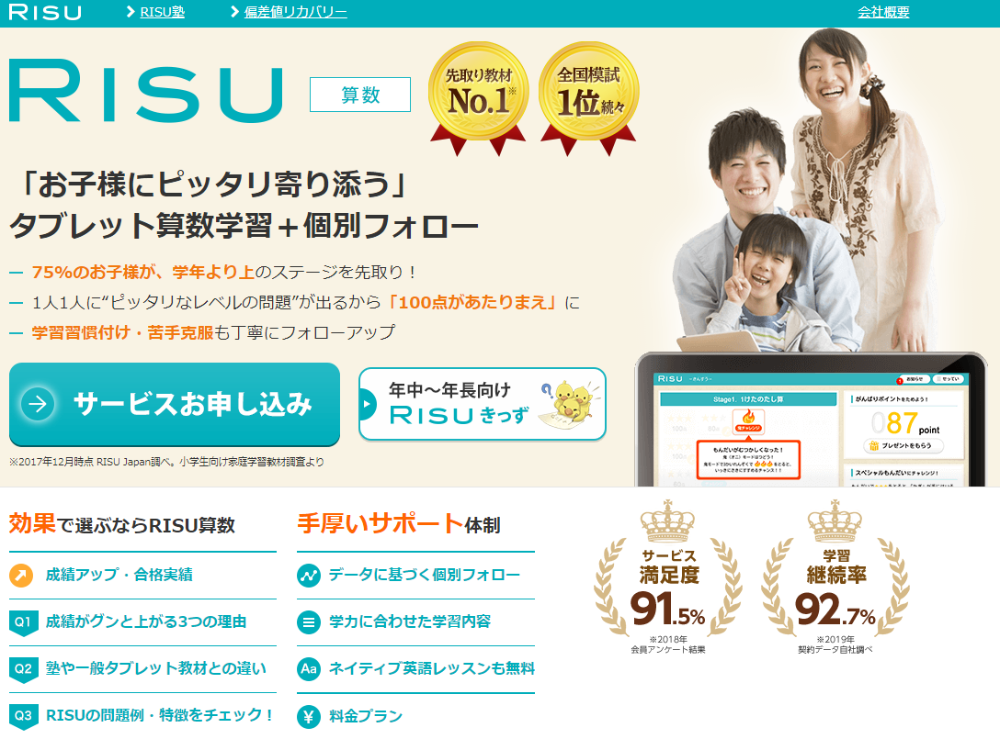 RISU
RISU塾
偏差値リカバリー
会社概要
RISU
算数
先取り教材
No.1※
全国模試
1位続々
「お子様にピッタリ寄り添う」
タブレット算数学習＋個別フォロー
75%のお子様が、学年より上のステージを先取り！
1人1人に“ピッタリなレベルの問題”が出るから「100点があたりまえ」に
学習習慣付け・苦手克服も丁寧にフォローアップ
サービスお申し込み
年中～年長向け
RISUきっず
※2017年12月時点 RISU Japan調べ。小学生向け家庭学習教材調査より
RISU
～さんすう～
お知らせ
せってい
Stage1. 1けたのたし算
鬼チャレンジ
もんだいがむつかしくなった！
鬼（オニ）モードはつどう！
がんばりポイントをためよう！
087 point
プレゼントをもらう
スペシャルもんだいにチャレンジ！
効果で選ぶならRISU算数
成績アップ・合格実績
Q1 成績がグンと上がる3つの理由
Q2 塾や一般タブレット教材との違い
Q3 RISUの問題例・特徴をチェック！
手厚いサポート体制
データに基づく個別フォロー
学力に合わせた学習内容
Aa ネイティブ英語レッスンも無料
¥ 料金プラン
サービス
満足度
91.5%
※2018年
会員アンケート結果
学習
継続率
92.7%
※2019年
契約データ自社調べ